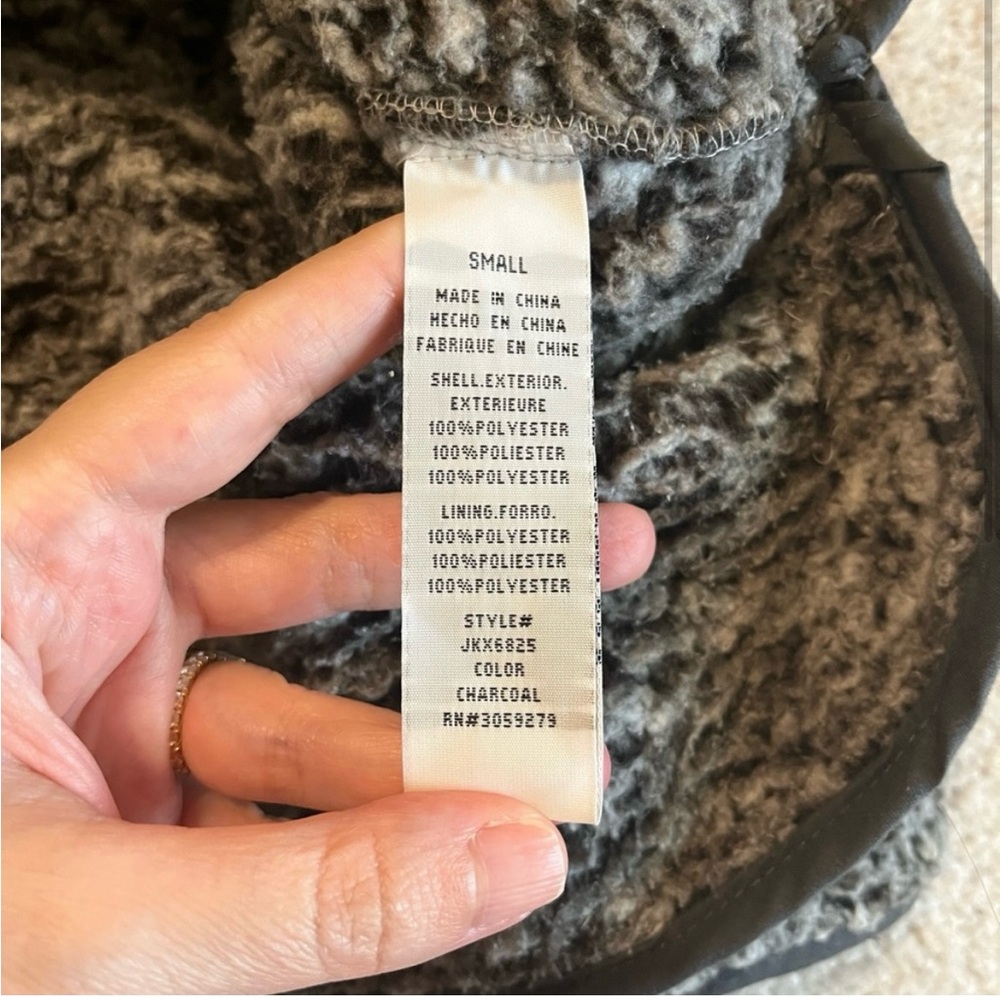 SMALL
MADE IN CHINA
HECHO EN CHINA
FABRIQUE EN CHINE
SHELL.EXTERIOR.
EXTERIEURE
100%POLYESTER
100%POLIESTER
100%POLYESTER
LINING.FORRO.
100%POLYESTER
100%POLIESTER
100%POLYESTER
STYLE#
JKX6825
COLOR
CHARCOAL
RN#3059279